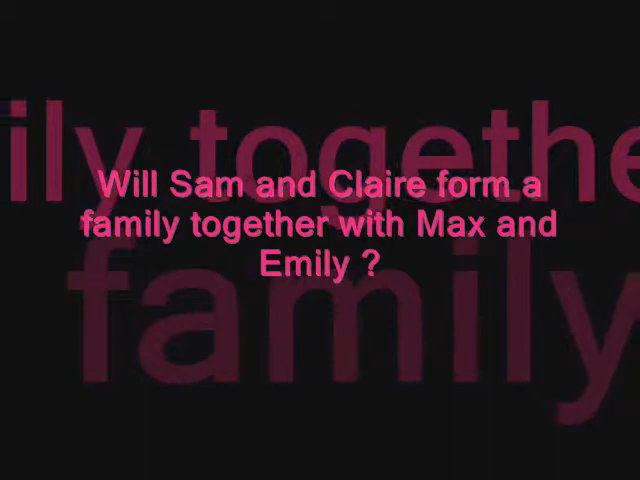 ily togethe
Will Sam and Claire form a
family together with Max and
Emily ?
family